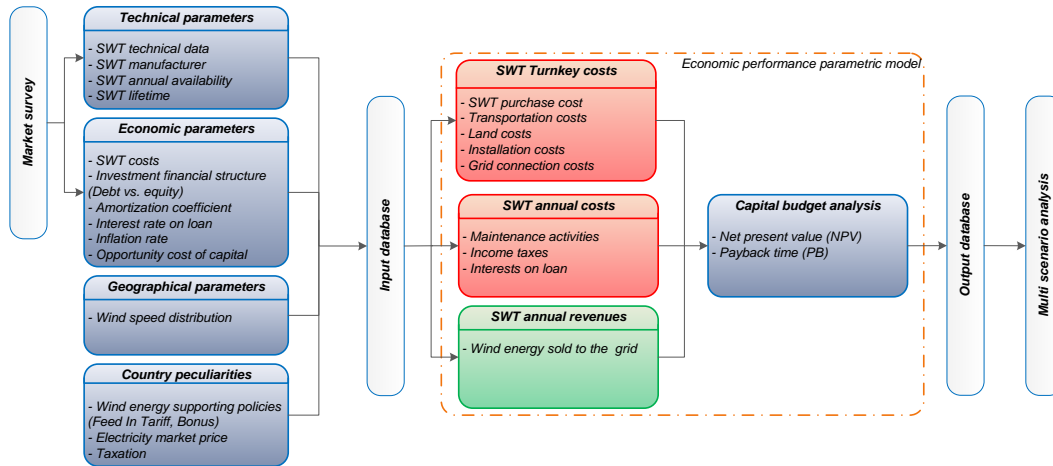 Market survey
Technical parameters
- SWT technical data
- SWT manufacturer
- SWT annual availability
- SWT lifetime
Economic parameters
- SWT costs
- Investment financial structure
(Debt vs. equity)
- Amortization coefficient
- Interest rate on loan
- Inflation rate
- Opportunity cost of capital
Geographical parameters
- Wind speed distribution
Country peculiarities
- Wind energy supporting policies
(Feed In Tariff, Bonus)
- Electricity market price
- Taxation
Input database
Economic performance parametric model
SWT Turnkey costs
- SWT purchase cost
- Transportation costs
- Land costs
- Installation costs
- Grid connection costs
SWT annual costs
- Maintenance activities
- Income taxes
- Interests on loan
SWT annual revenues
- Wind energy sold to the grid
Capital budget analysis
- Net present value (NPV)
- Payback time (PB)
Output database
Multi scenario analysis